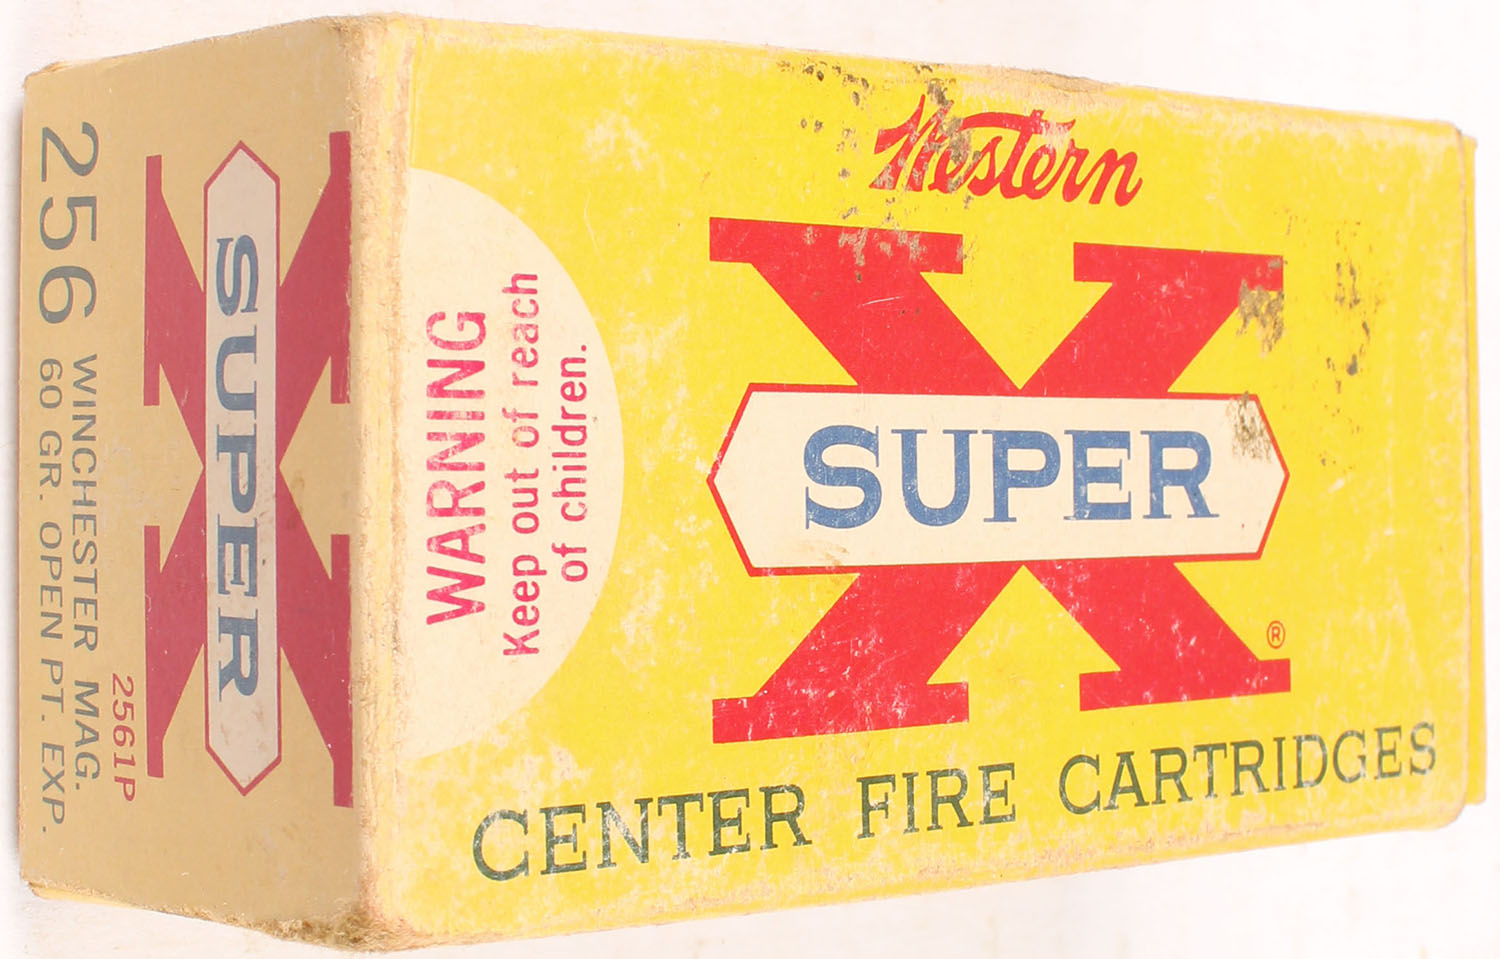 Western
X
SUPER
®
CENTER FIRE CARTRIDGES
WARNING
Keep out of reach
of children.
X
SUPER
2561P
256 WINCHESTER MAG.
60 GR. OPEN PT. EXP.